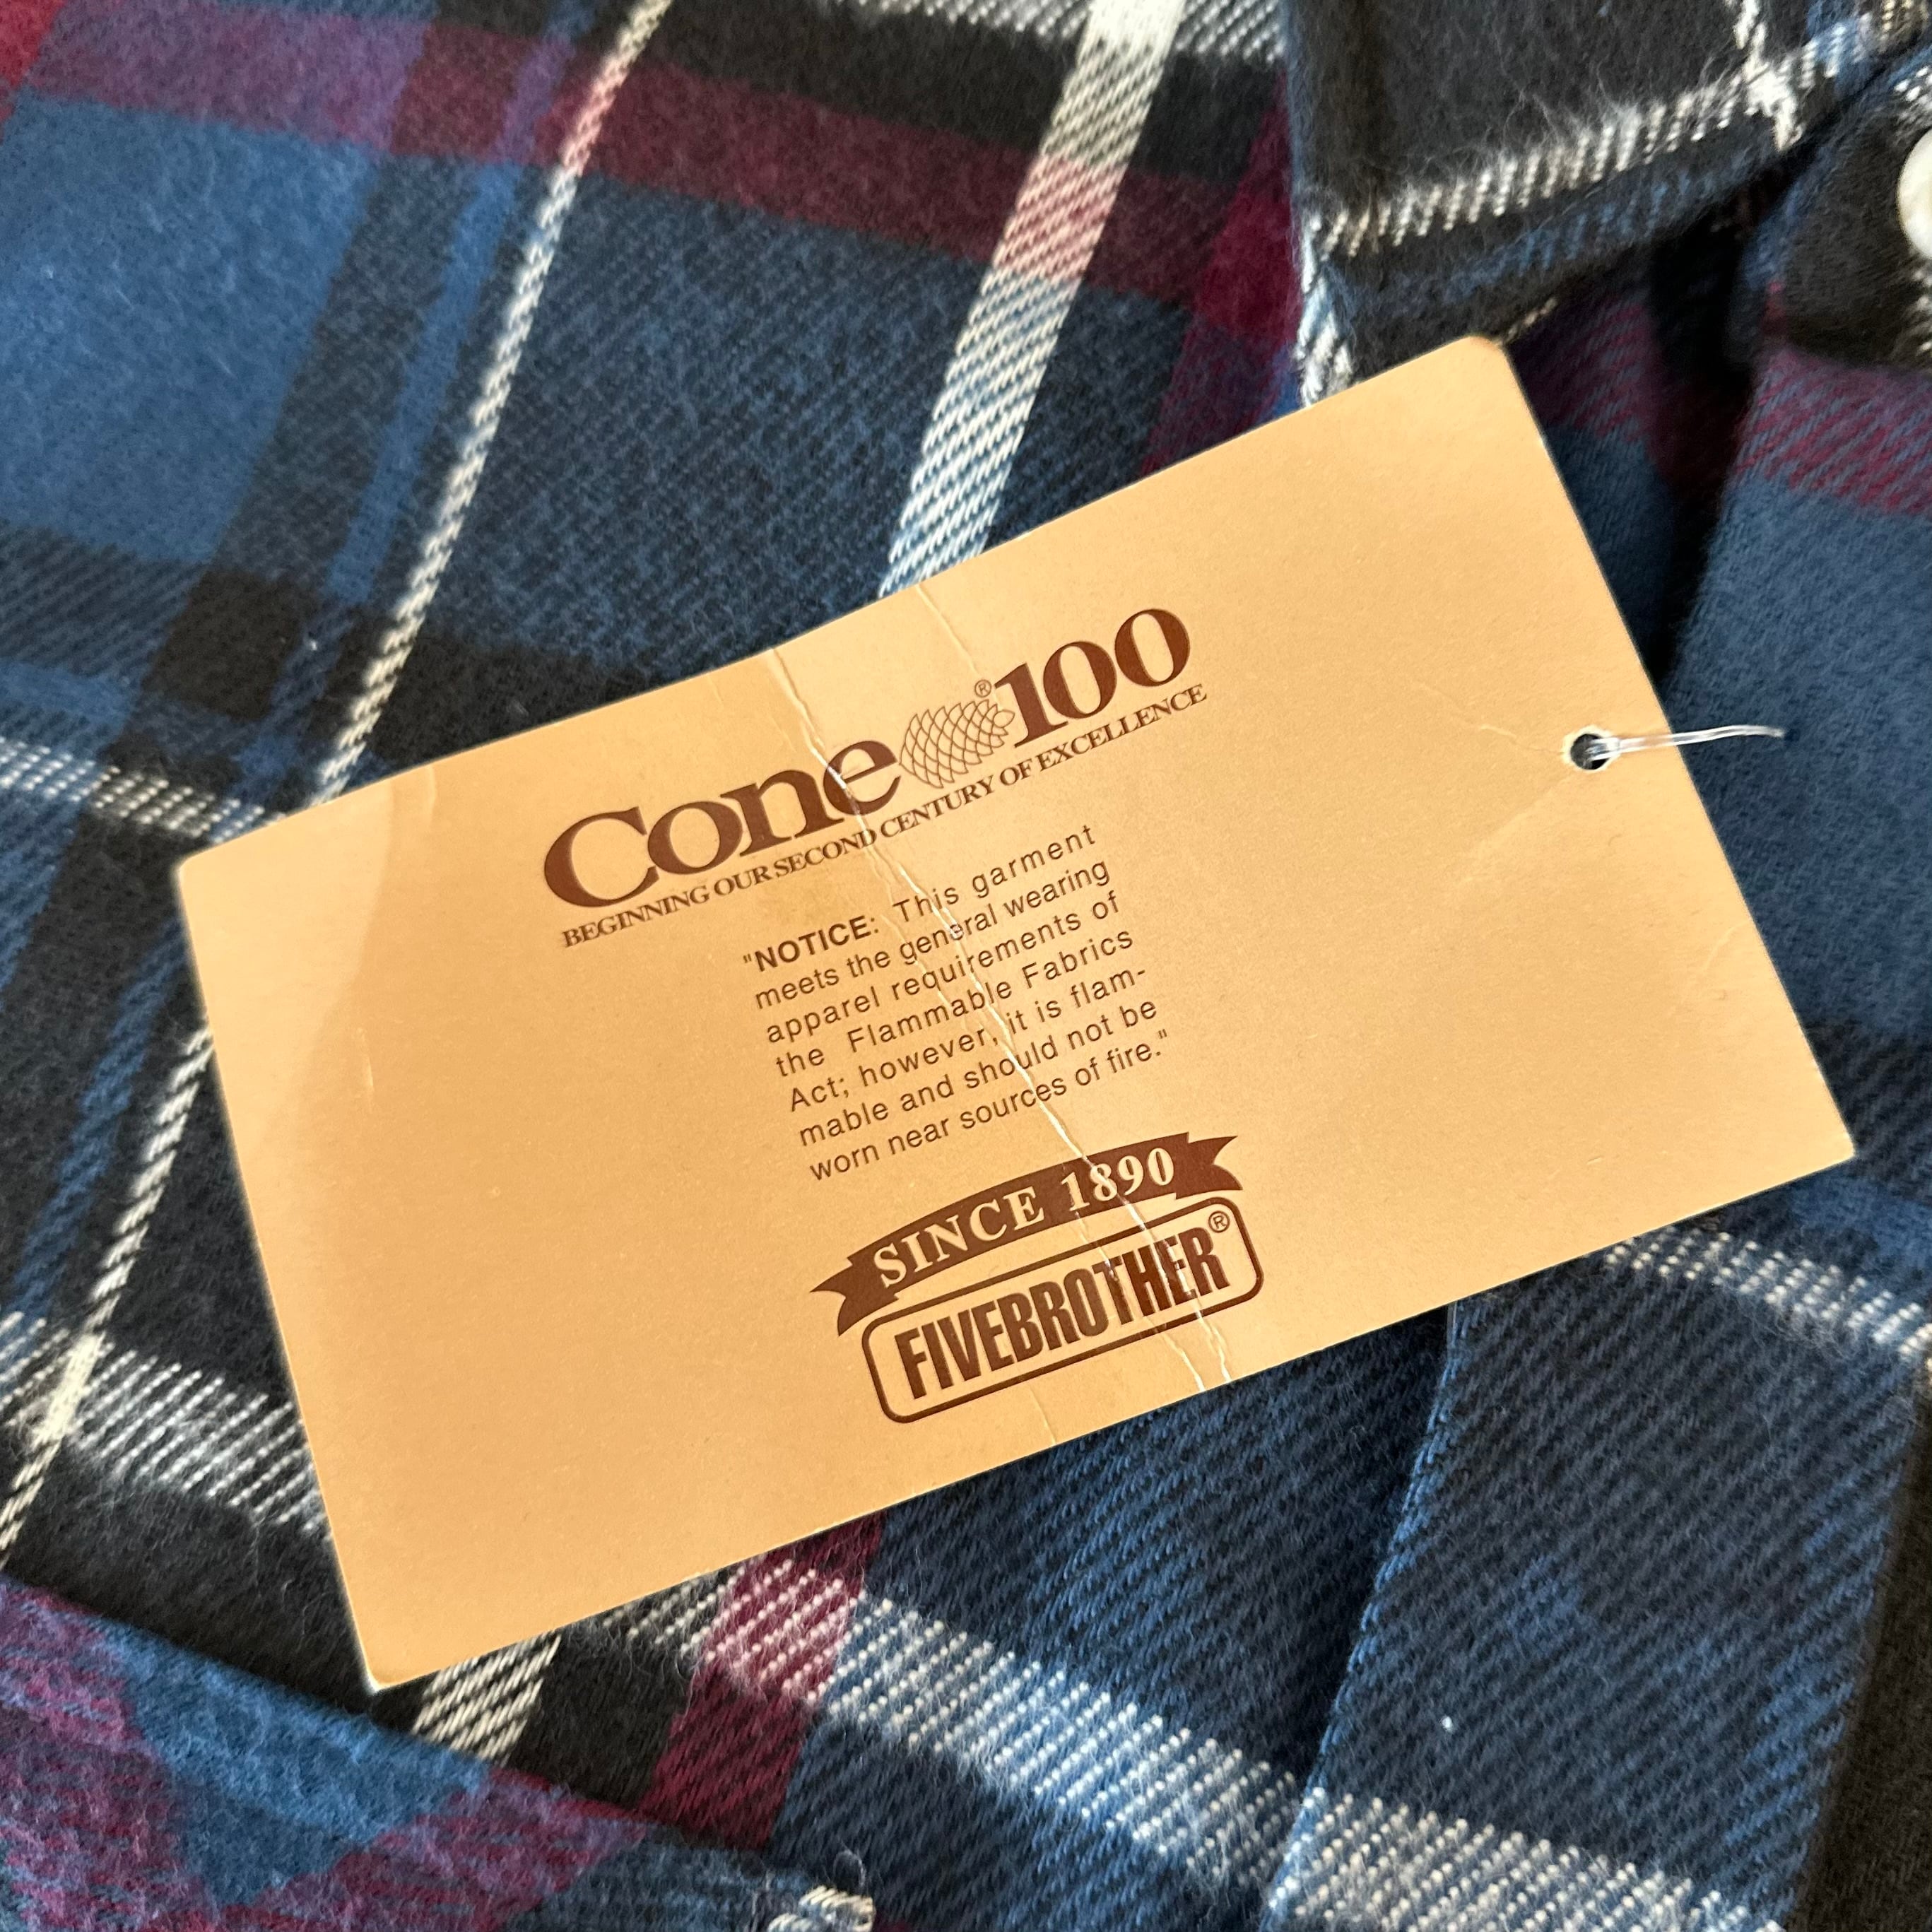 Cone®100
BEGINNING OUR SECOND CENTURY OF EXCELLENCE
"NOTICE: This garment
meets the general wearing
apparel requirements of
the Flammable Fabrics
Act; however, it is flam-
mable and should not be
worn near sources of fire."
SINCE 1890
FIVEBROTHER®